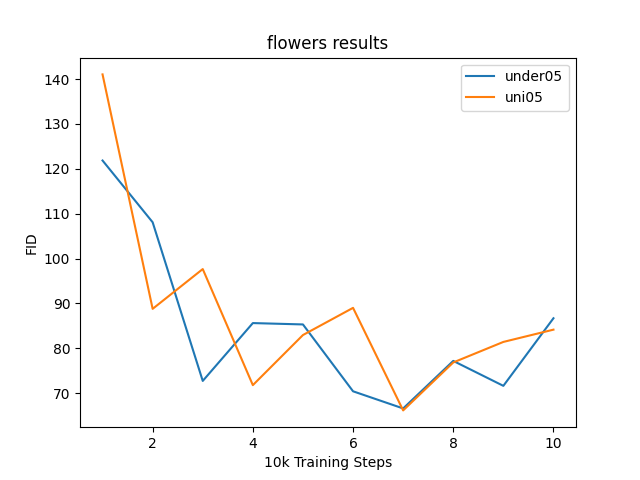 flowers results
under05
uni05
FID
140
130
120
110
100
90
80
70
2 4 6 8 10
10k Training Steps